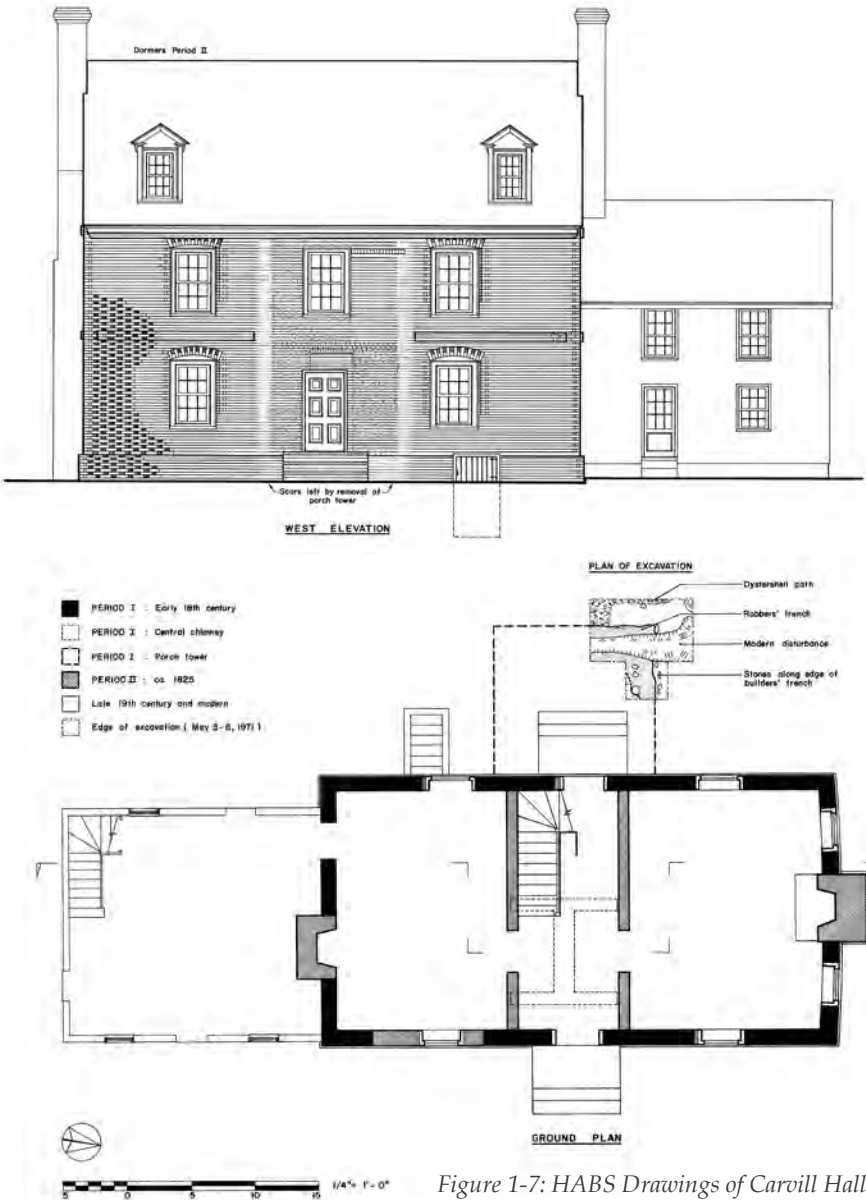 Dormers Period II
Scars left by removal of
porch tower
WEST ELEVATION
PLAN OF EXCAVATION
Oystershell path
Robbers' trench
Modern disturbance
Stones along edge of
builders' trench
PERIOD I : Early 18th century
PERIOD I : Central chimney
PERIOD I : Porch tower
PERIOD II : ca. 1825
Late 19th century and modern
Edge of excavation ( May 5-6, 1971 )
GROUND PLAN
5 0 5 10 15 1/4" = 1'-0"
Figure 1-7: HABS Drawings of Carvill Hall